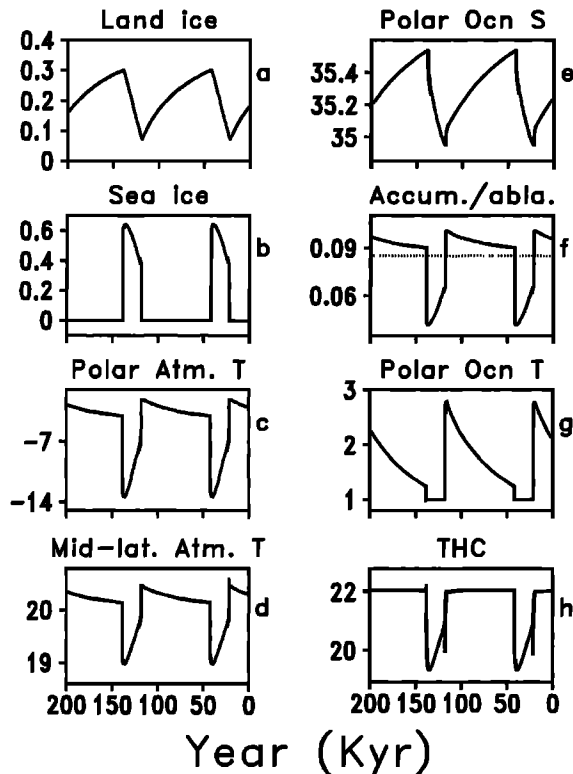 Land ice
0.4
0.3
0.2
0.1
0
a
Polar Ocn S
35.4
35.2
35
e
Sea ice
0.6
0.4
0.2
0
b
Accum./abla.
0.09
0.06
f
Polar Atm. T
-7
-14
c
Polar Ocn T
3
2
1
g
Mid-lat. Atm. T
20
19
d
200 150 100 50 0
THC
22
20
h
200 150 100 50 0
Year (Kyr)